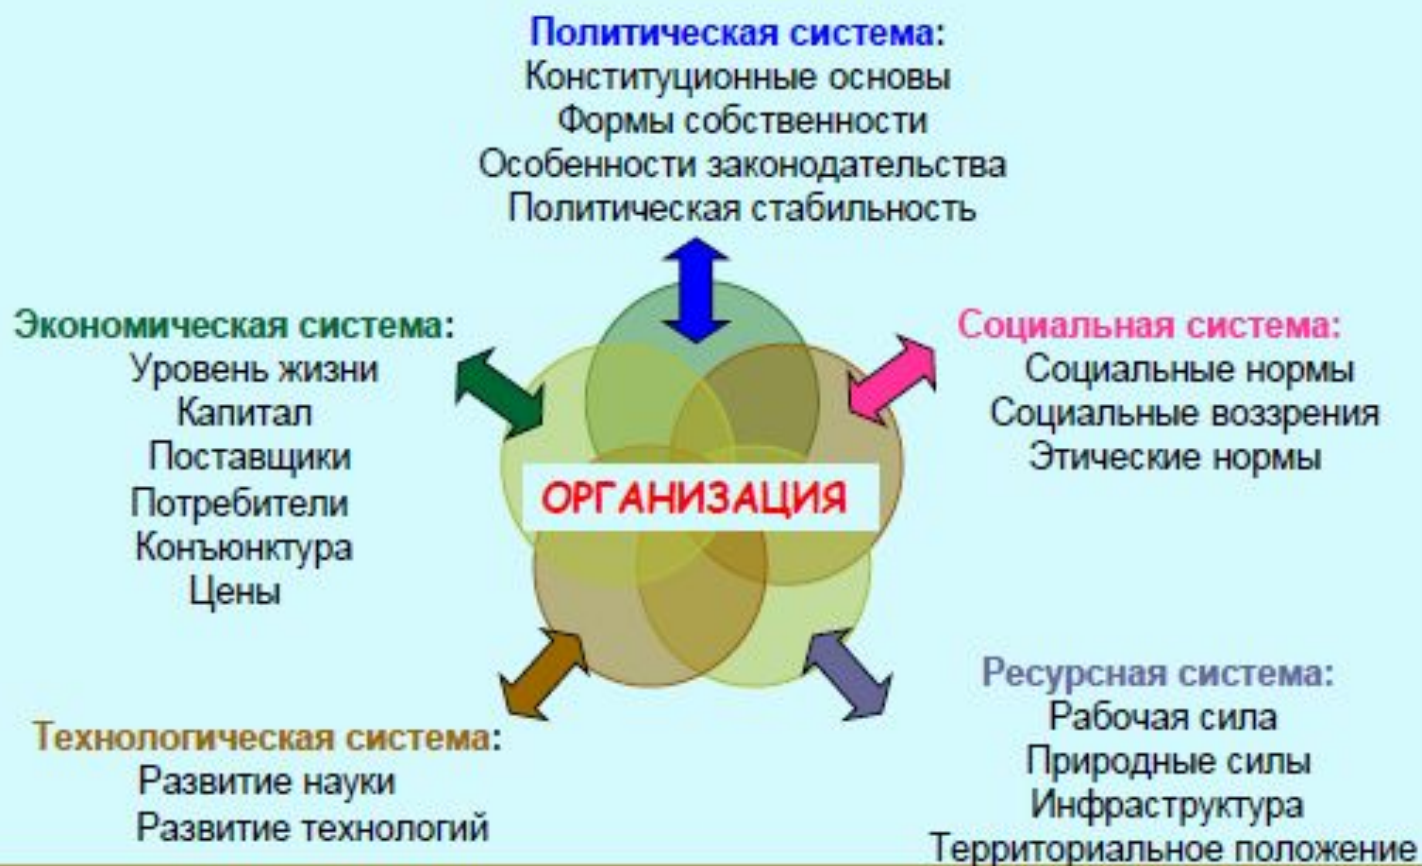 Политическая система:
Конституционные основы
Формы собственности
Особенности законодательства
Политическая стабильность
Экономическая система:
Уровень жизни
Капитал
Поставщики
Потребители
Конъюнктура
Цены
Социальная система:
Социальные нормы
Социальные воззрения
Этические нормы
ОРГАНИЗАЦИЯ
Технологическая система:
Развитие науки
Развитие технологий
Ресурсная система:
Рабочая сила
Природные силы
Инфраструктура
Территориальное положение